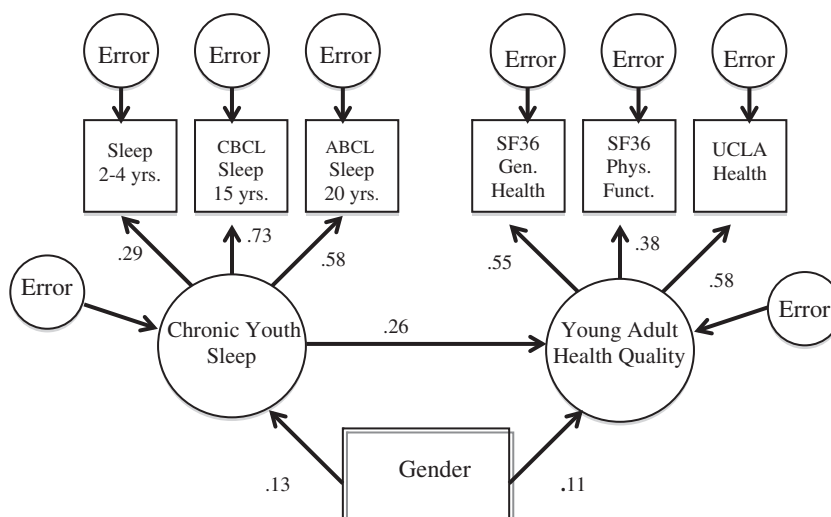 Error
Error
Error
Error
Error
Error
Sleep
2-4 yrs.
CBCL
Sleep
15 yrs.
ABCL
Sleep
20 yrs.
SF36
Gen.
Health
SF36
Phys.
Funct.
UCLA
Health
.29
.73
.58
.55
.38
.58
Error
Chronic Youth
Sleep
.26
Young Adult
Health Quality
Error
.13
Gender
.11